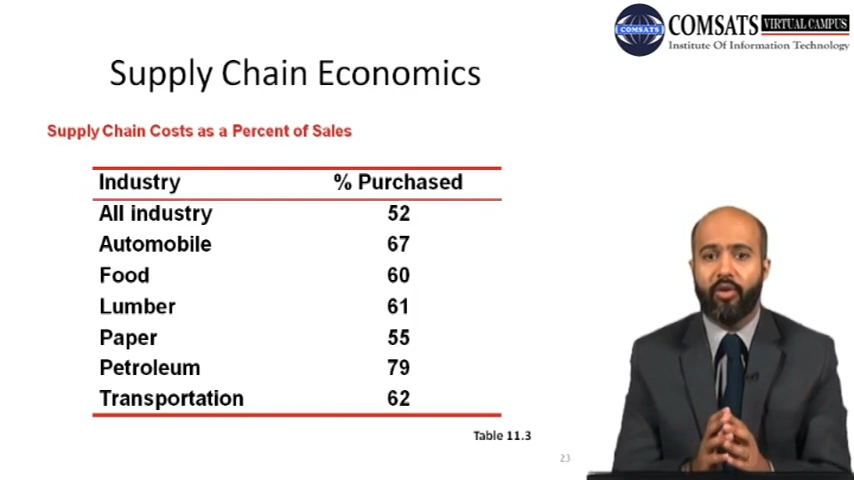 COMSATS
COMSATS VIRTUAL CAMPUS
Institute Of Information Technology
Supply Chain Economics
Supply Chain Costs as a Percent of Sales
Industry % Purchased
All industry 52
Automobile 67
Food 60
Lumber 61
Paper 55
Petroleum 79
Transportation 62
Table 11.3
23